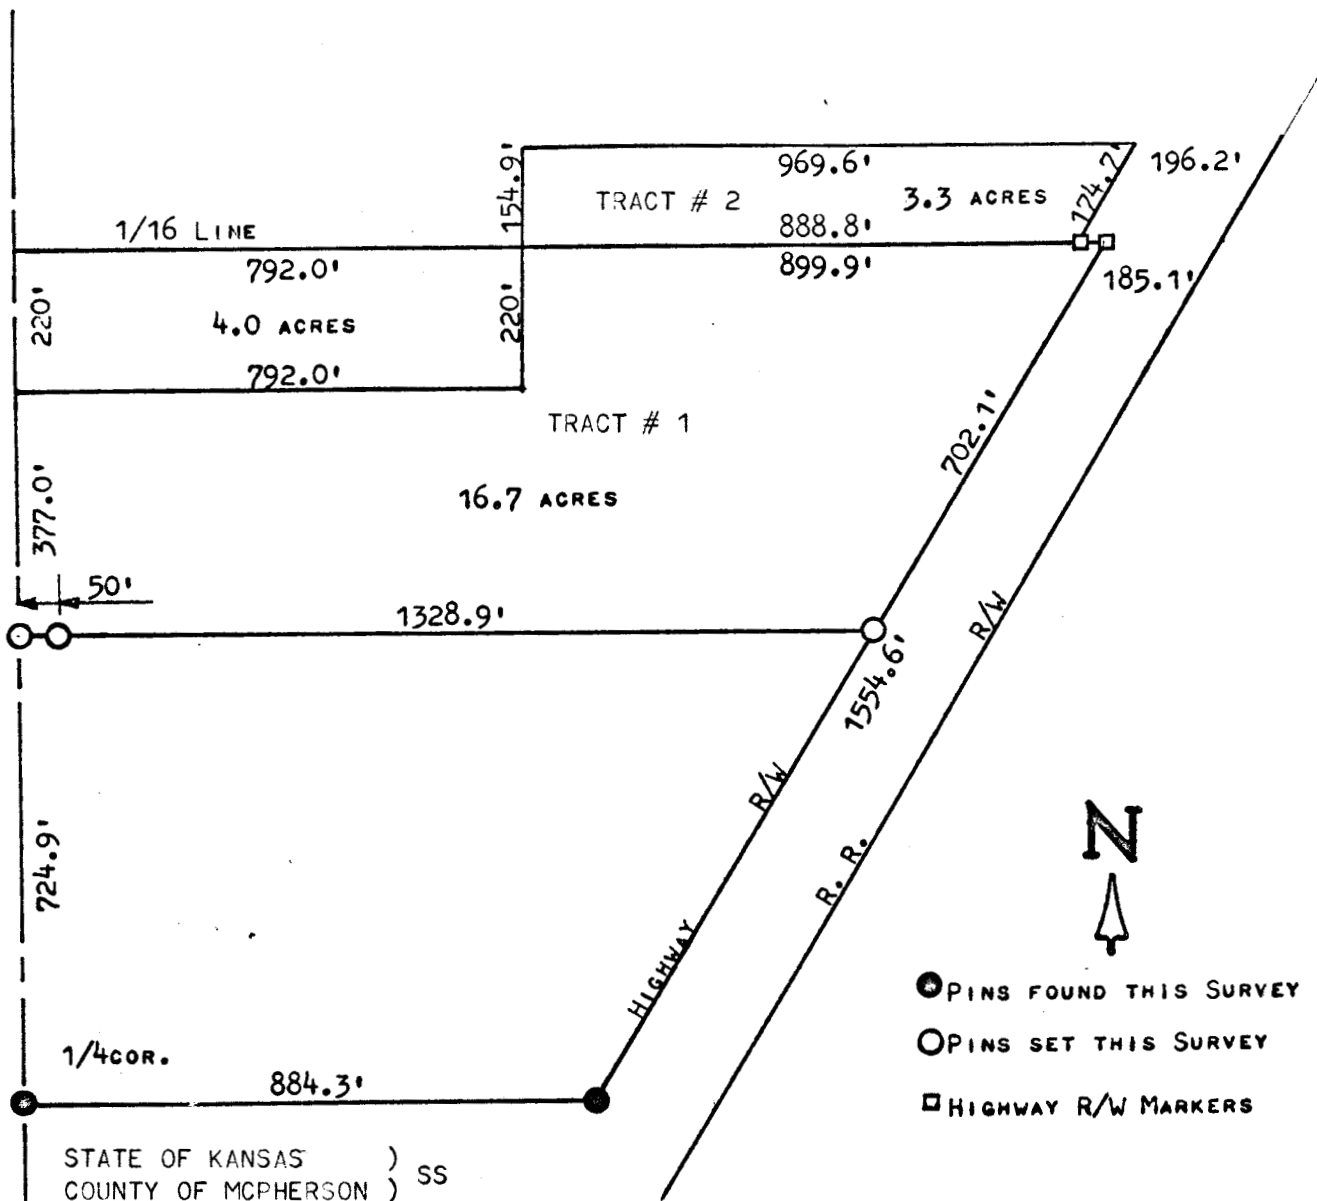 969.6'
196.2'
154.9'
174.7'
TRACT # 2
3.3 ACRES
1/16 LINE
888.8'
792.0'
899.9'
185.1'
220'
4.0 ACRES
220'
792.0'
TRACT # 1
702.1'
377.0'
16.7 ACRES
50'
1328.9'
R/W
1554.6'
R/W
724.9'
R. R.
N
HIGHWAY
PINS FOUND THIS SURVEY
PINS SET THIS SURVEY
1/4COR.
884.3'
HIGHWAY R/W MARKERS
STATE OF KANSAS ) SS
COUNTY OF MCPHERSON )